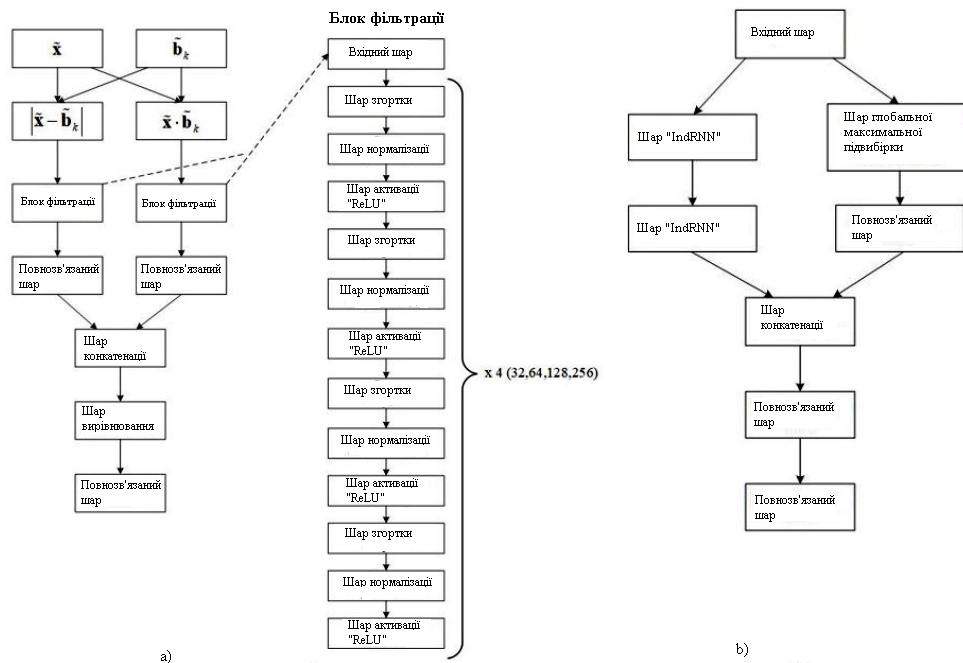 x̃
b̃ₖ
|x̃ − b̃ₖ|
x̃ · b̃ₖ
Блок фільтрації
Блок фільтрації
Повнозв'язаний
шар
Повнозв'язаний
шар
Шар
конкатенації
Шар
вирівнювання
Повнозв'язаний
шар
а)
Блок фільтрації
Вхідний шар
Шар згортки
Шар нормалізації
Шар активації
"ReLU"
Шар згортки
Шар нормалізації
Шар активації
"ReLU"
Шар згортки
Шар нормалізації
Шар активації
"ReLU"
Шар згортки
Шар нормалізації
Шар активації
"ReLU"
x 4 (32,64,128,256)
Вхідний шар
Шар "IndRNN"
Шар глобальної
максимальної
підвибірки
Шар "IndRNN"
Повнозв'язаний
шар
Шар
конкатенації
Повнозв'язаний
шар
Повнозв'язаний
шар
b)